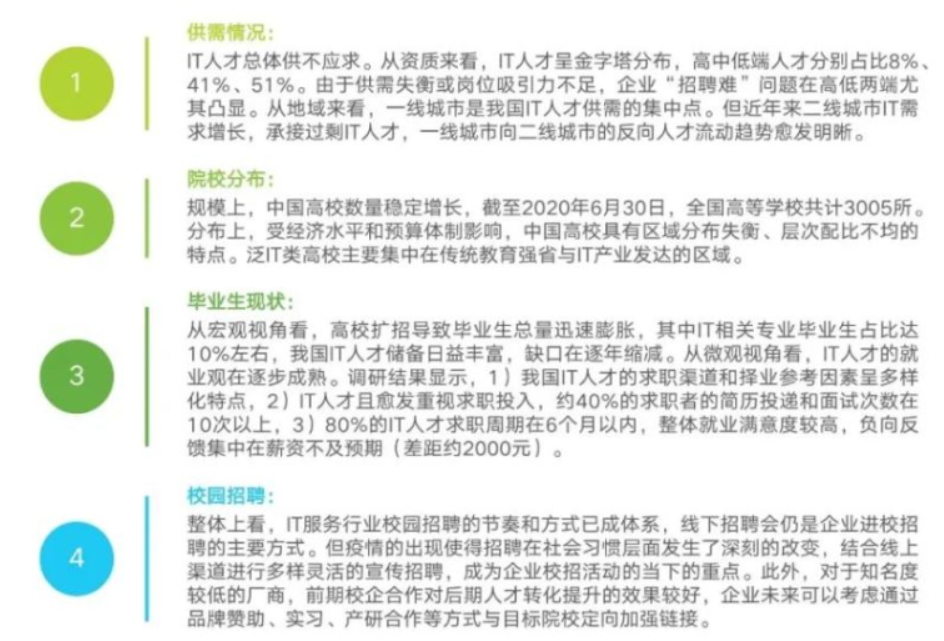 1
供需情况：
IT人才总体供不应求。从资质来看，IT人才呈金字塔分布，高中低端人才分别占比8%、
41%、51%。由于供需失衡或岗位吸引力不足，企业“招聘难”问题在高低两端尤
其凸显。从地域来看，一线城市是我国IT人才供需的集中点。但近年来二线城市IT需
求增长，承接过剩IT人才，一线城市向二线城市的反向人才流动趋势愈发明晰。
2
院校分布：
规模上，中国高校数量稳定增长，截至2020年6月30日，全国高等学校共计3005所。
分布上，受经济水平和预算体制影响，中国高校具有区域分布失衡、层次配比不均的
特点。泛IT类高校主要集中在传统教育强省与IT产业发达的区域。
3
毕业生现状：
从宏观视角看，高校扩招导致毕业生总量迅速膨胀，其中IT相关专业毕业生占比达
10%左右，我国IT人才储备日益丰富，缺口在逐年缩减。从微观视角看，IT人才的就
业观在逐步成熟。调研结果显示，1）我国IT人才的求职渠道和择业参考因素呈多样
化特点，2）IT人才且愈发重视求职投入，约40%的求职者的简历投递和面试次数在
10次以上，3）80%的IT人才求职周期在6个月以内，整体就业满意度较高，负向反
馈集中在薪资不及预期（差距约2000元）。
4
校园招聘：
整体上看，IT服务行业校园招聘的节奏和方式已成体系，线下招聘会仍是企业进校招
聘的主要方式。但疫情的出现使得招聘在社会习惯层面发生了深刻的改变，结合线上
渠道进行多样灵活的宣传招聘，成为企业校招活动的当下的重点。此外，对于知名度
较低的厂商，前期校企合作对后期人才转化提升的效果较好，企业未来可以考虑通过
品牌赞助、实习、产研合作等方式与目标院校定向加强链接。